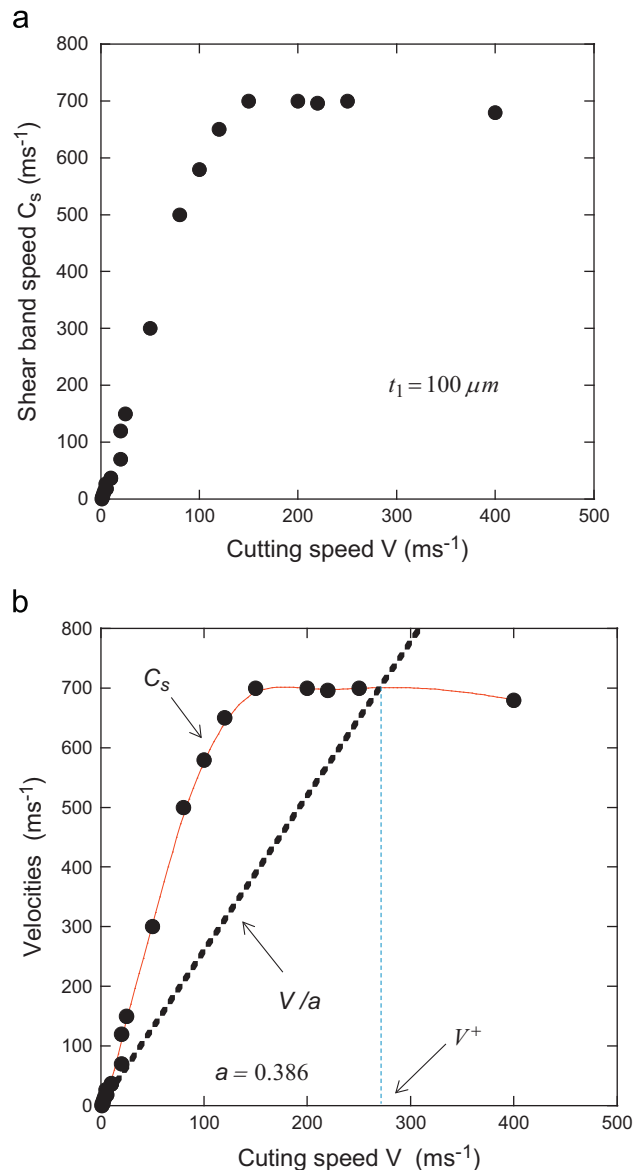 a
800
700
600
500
400
300
200
100
0
Shear band speed Cₛ (ms⁻¹)
t₁ = 100 μm
0 100 200 300 400 500
Cutting speed V (ms⁻¹)
b
800
700
600
500
400
300
200
100
0
Velocities (ms⁻¹)
Cₛ
V/a
V⁺
a = 0.386
0 100 200 300 400 500
Cuting speed V (ms⁻¹)